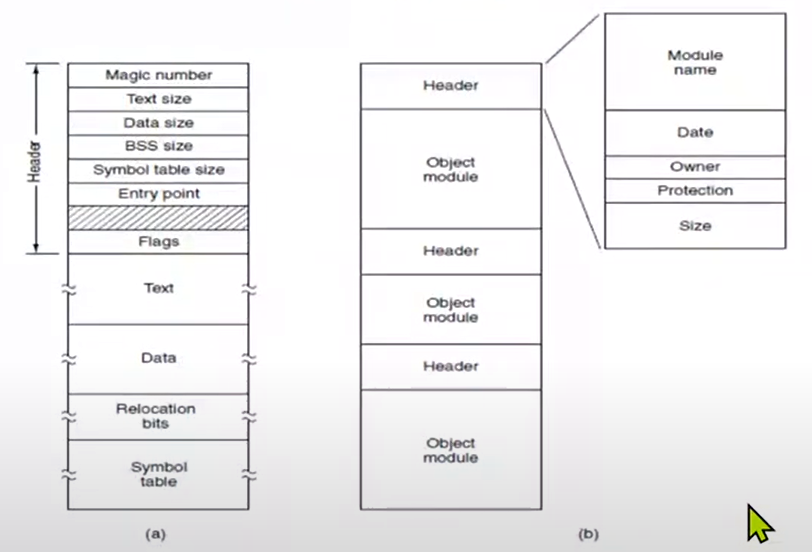 Header
Magic number
Text size
Data size
BSS size
Symbol table size
Entry point
Flags
Text
Data
Relocation
bits
Symbol
table
(a)
Header
Object
module
Header
Object
module
Header
Object
module
(b)
Module
name
Date
Owner
Protection
Size